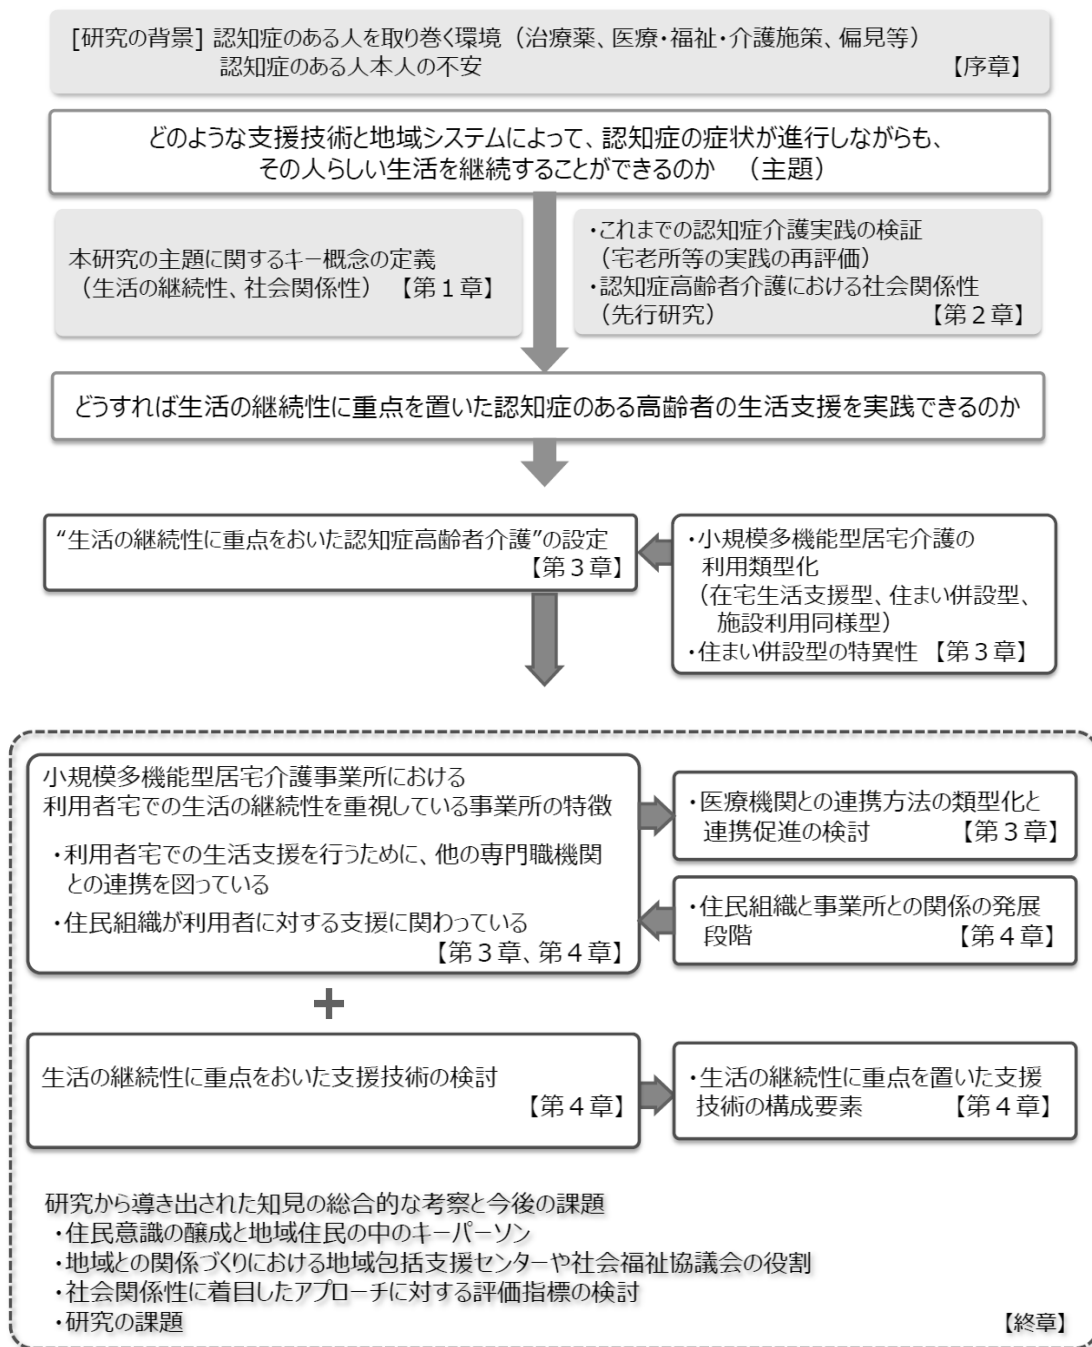 [研究の背景] 認知症のある人を取り巻く環境（治療薬、医療・福祉・介護施策、偏見等）
認知症のある人本人の不安 【序章】
どのような支援技術と地域システムによって、認知症の症状が進行しながらも、
その人らしい生活を継続することができるのか （主題）
本研究の主題に関するキー概念の定義
（生活の継続性、社会関係性）【第１章】
・これまでの認知症介護実践の検証
（宅老所等の実践の再評価）
・認知症高齢者介護における社会関係性
（先行研究） 【第２章】
どうすれば生活の継続性に重点を置いた認知症のある高齢者の生活支援を実践できるのか
“生活の継続性に重点をおいた認知症高齢者介護”の設定
【第３章】
・小規模多機能型居宅介護の
利用類型化
（在宅生活支援型、住まい併設型、
施設利用同様型）
・住まい併設型の特異性 【第３章】
小規模多機能型居宅介護事業所における
利用者宅での生活の継続性を重視している事業所の特徴
・利用者宅での生活支援を行うために、他の専門職機関
との連携を図っている
・住民組織が利用者に対する支援に関わっている
【第３章、第４章】
・医療機関との連携方法の類型化と
連携促進の検討 【第３章】
・住民組織と事業所との関係の発展
段階 【第４章】
+
生活の継続性に重点をおいた支援技術の検討
【第４章】
・生活の継続性に重点を置いた支援
技術の構成要素 【第４章】
研究から導き出された知見の総合的な考察と今後の課題
・住民意識の醸成と地域住民の中のキーパーソン
・地域との関係づくりにおける地域包括支援センターや社会福祉協議会の役割
・社会関係性に着目したアプローチに対する評価指標の検討
・研究の課題 【終章】